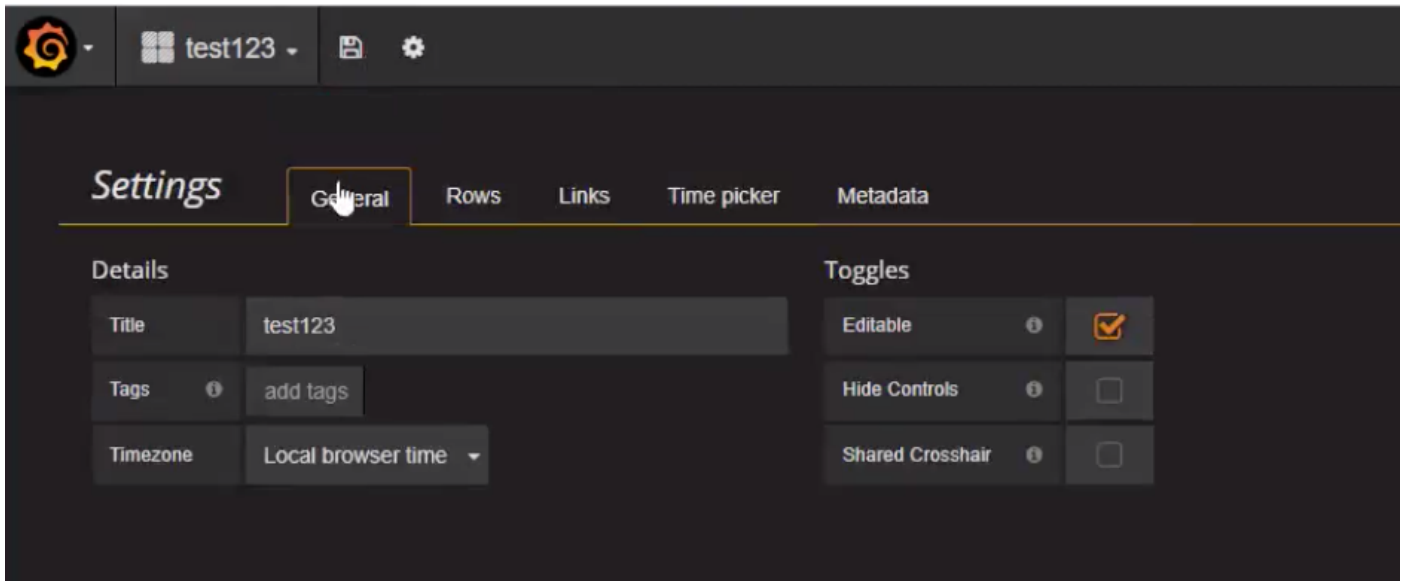 test123
Settings General Rows Links Time picker Metadata
Details
Title test123
Tags add tags
Timezone Local browser time
Toggles
Editable
Hide Controls
Shared Crosshair